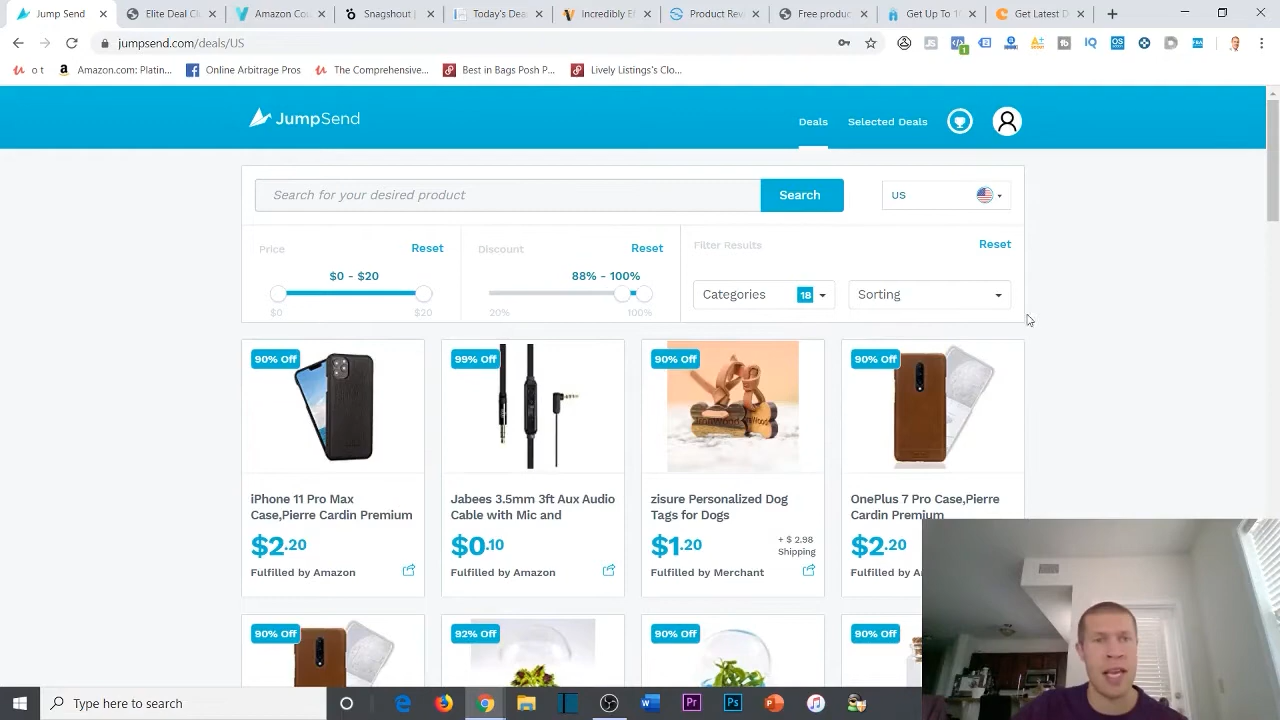 Jump Send
Elite Deal Cl
Amazon Cou
Snagshout |
Today's Dea
Incredibly Ef
Product Rev
Free produc
Get Up To 10
Get Latest D
jumpsend.com/deals/US
o t
Amazon.com: Platin...
Online Arbitrage Pros
The Comprehensive...
Best in Bags Posh P...
Lively Listings's Clo...
JumpSend
Deals
Selected Deals
Search for your desired product
Search
US
Price
Reset
$0 - $20
$0
$20
Discount
Reset
88% - 100%
20%
100%
Filter Results
Reset
Categories
18
Sorting
90% Off
99% Off
90% Off
90% Off
iPhone 11 Pro Max
Case,Pierre Cardin Premium
$2.20
Fulfilled by Amazon
Jabees 3.5mm 3ft Aux Audio
Cable with Mic and
$0.10
Fulfilled by Amazon
zisure Personalized Dog
Tags for Dogs
$1.20
+ $ 2.98
Shipping
Fulfilled by Merchant
OnePlus 7 Pro Case,Pierre
Cardin Premium
$2.20
Fulfilled by A
90% Off
92% Off
90% Off
90% Off
Type here to search